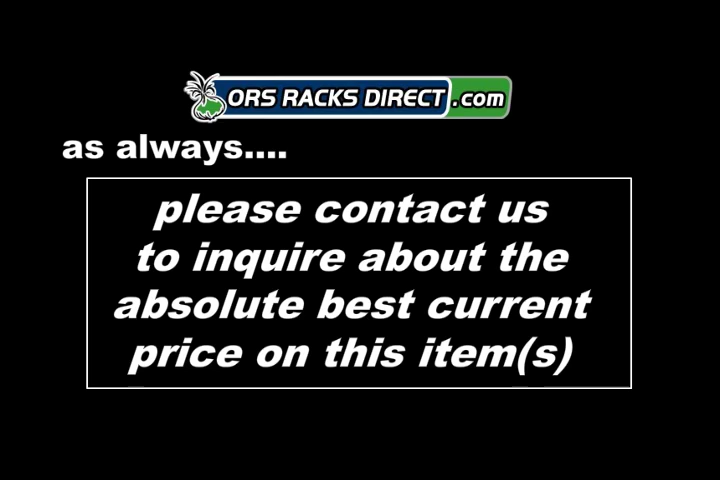 ORS RACKS DIRECT.com
as always....
please contact us
to inquire about the
absolute best current
price on this item(s)